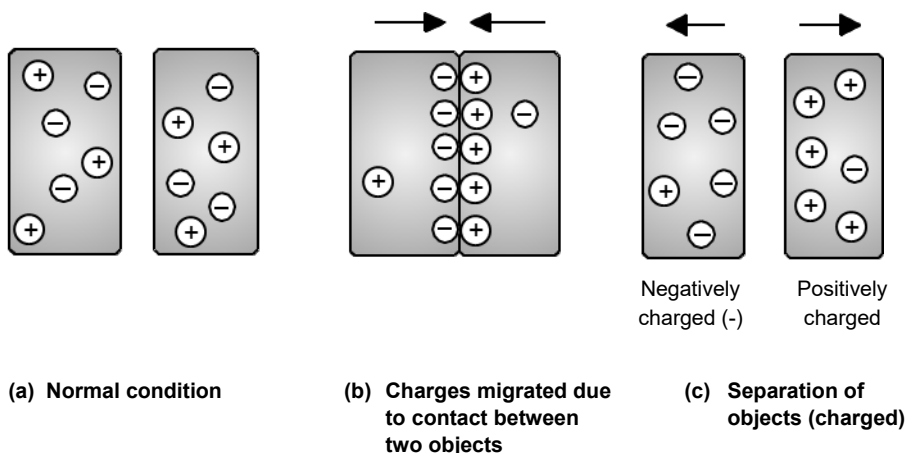 Negatively
charged (-)
Positively
charged
(a) Normal condition
(b) Charges migrated due
to contact between
two objects
(c) Separation of
objects (charged)